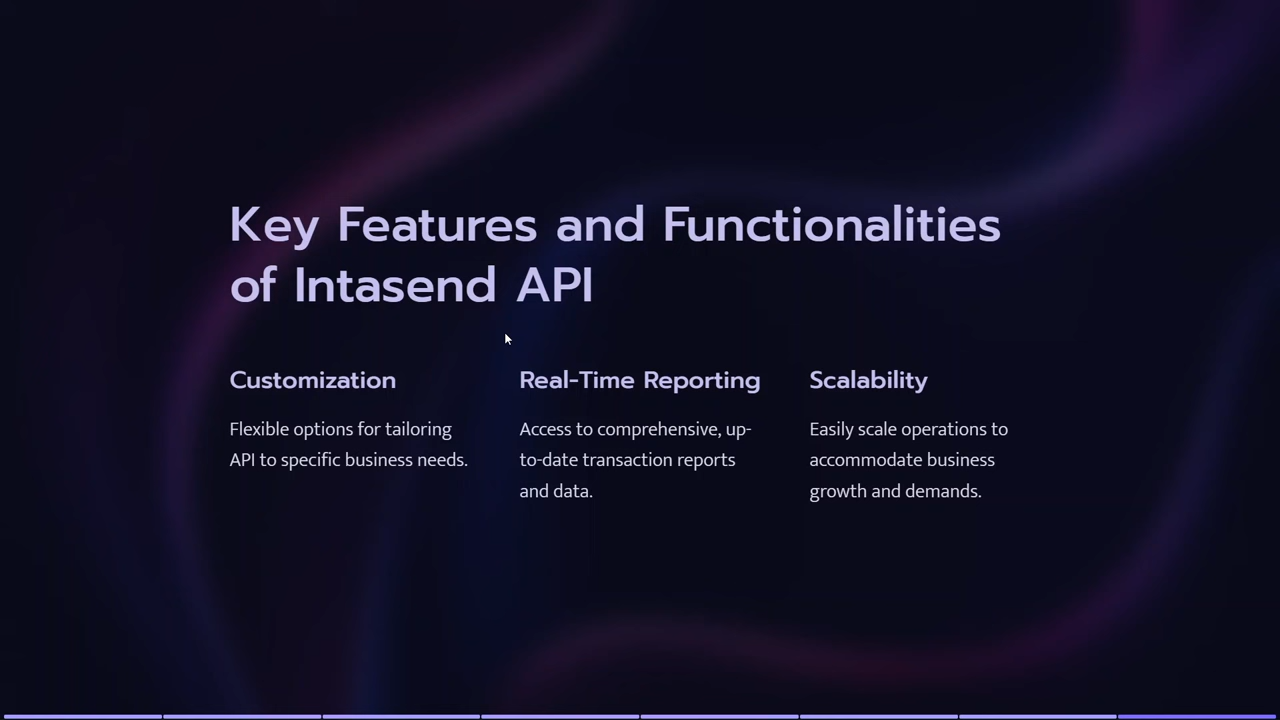 Key Features and Functionalities
of Intasend API
Customization
Flexible options for tailoring
API to specific business needs.
Real-Time Reporting
Access to comprehensive, up-
to-date transaction reports
and data.
Scalability
Easily scale operations to
accommodate business
growth and demands.